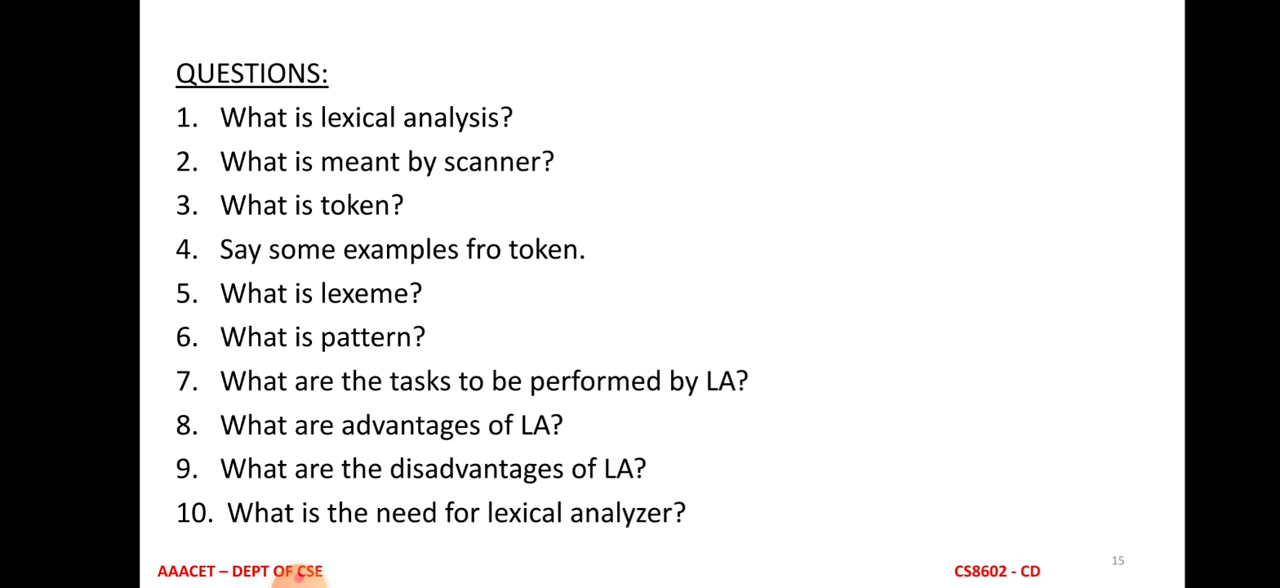 QUESTIONS:
1. What is lexical analysis?
2. What is meant by scanner?
3. What is token?
4. Say some examples fro token.
5. What is lexeme?
6. What is pattern?
7. What are the tasks to be performed by LA?
8. What are advantages of LA?
9. What are the disadvantages of LA?
10. What is the need for lexical analyzer?
AAACET – DEPT OF CSE
CS8602 - CD
15